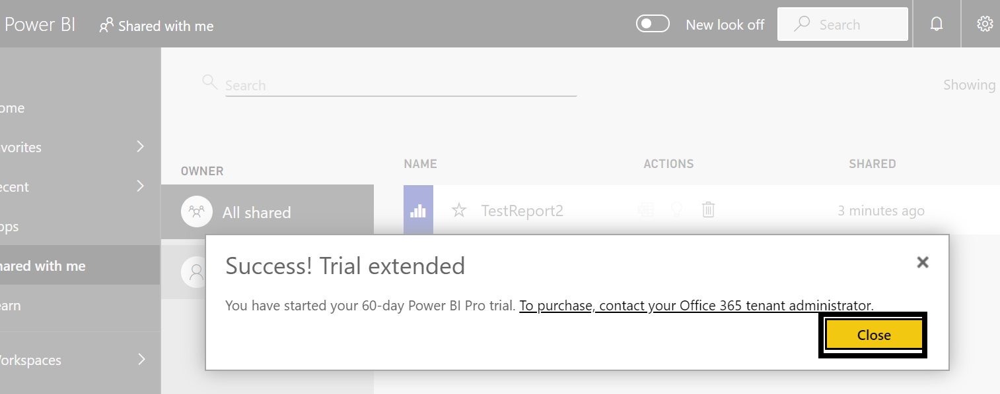 Power BI
Shared with me
New look off
Search
Search
Showing
ome
vorites
ecent
pps
hared with me
earn
orkspaces
OWNER
All shared
NAME
ACTIONS
SHARED
TestReport2
3 minutes ago
Success! Trial extended
You have started your 60-day Power BI Pro trial. To purchase, contact your Office 365 tenant administrator.
Close